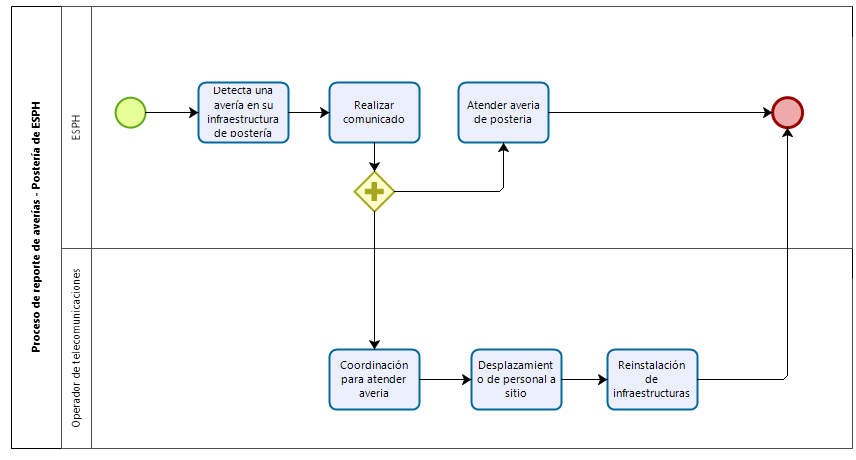 Proceso de reporte de averías - Postería de ESPH
ESPH
Detecta una
avería en su
infraestructura
de postería
Realizar
comunicado
Atender averia
de posteria
Operador de telecomunicaciones
Coordinación
para atender
averia
Desplazamient
o de personal a
sitio
Reinstalación
de
infraestructuras